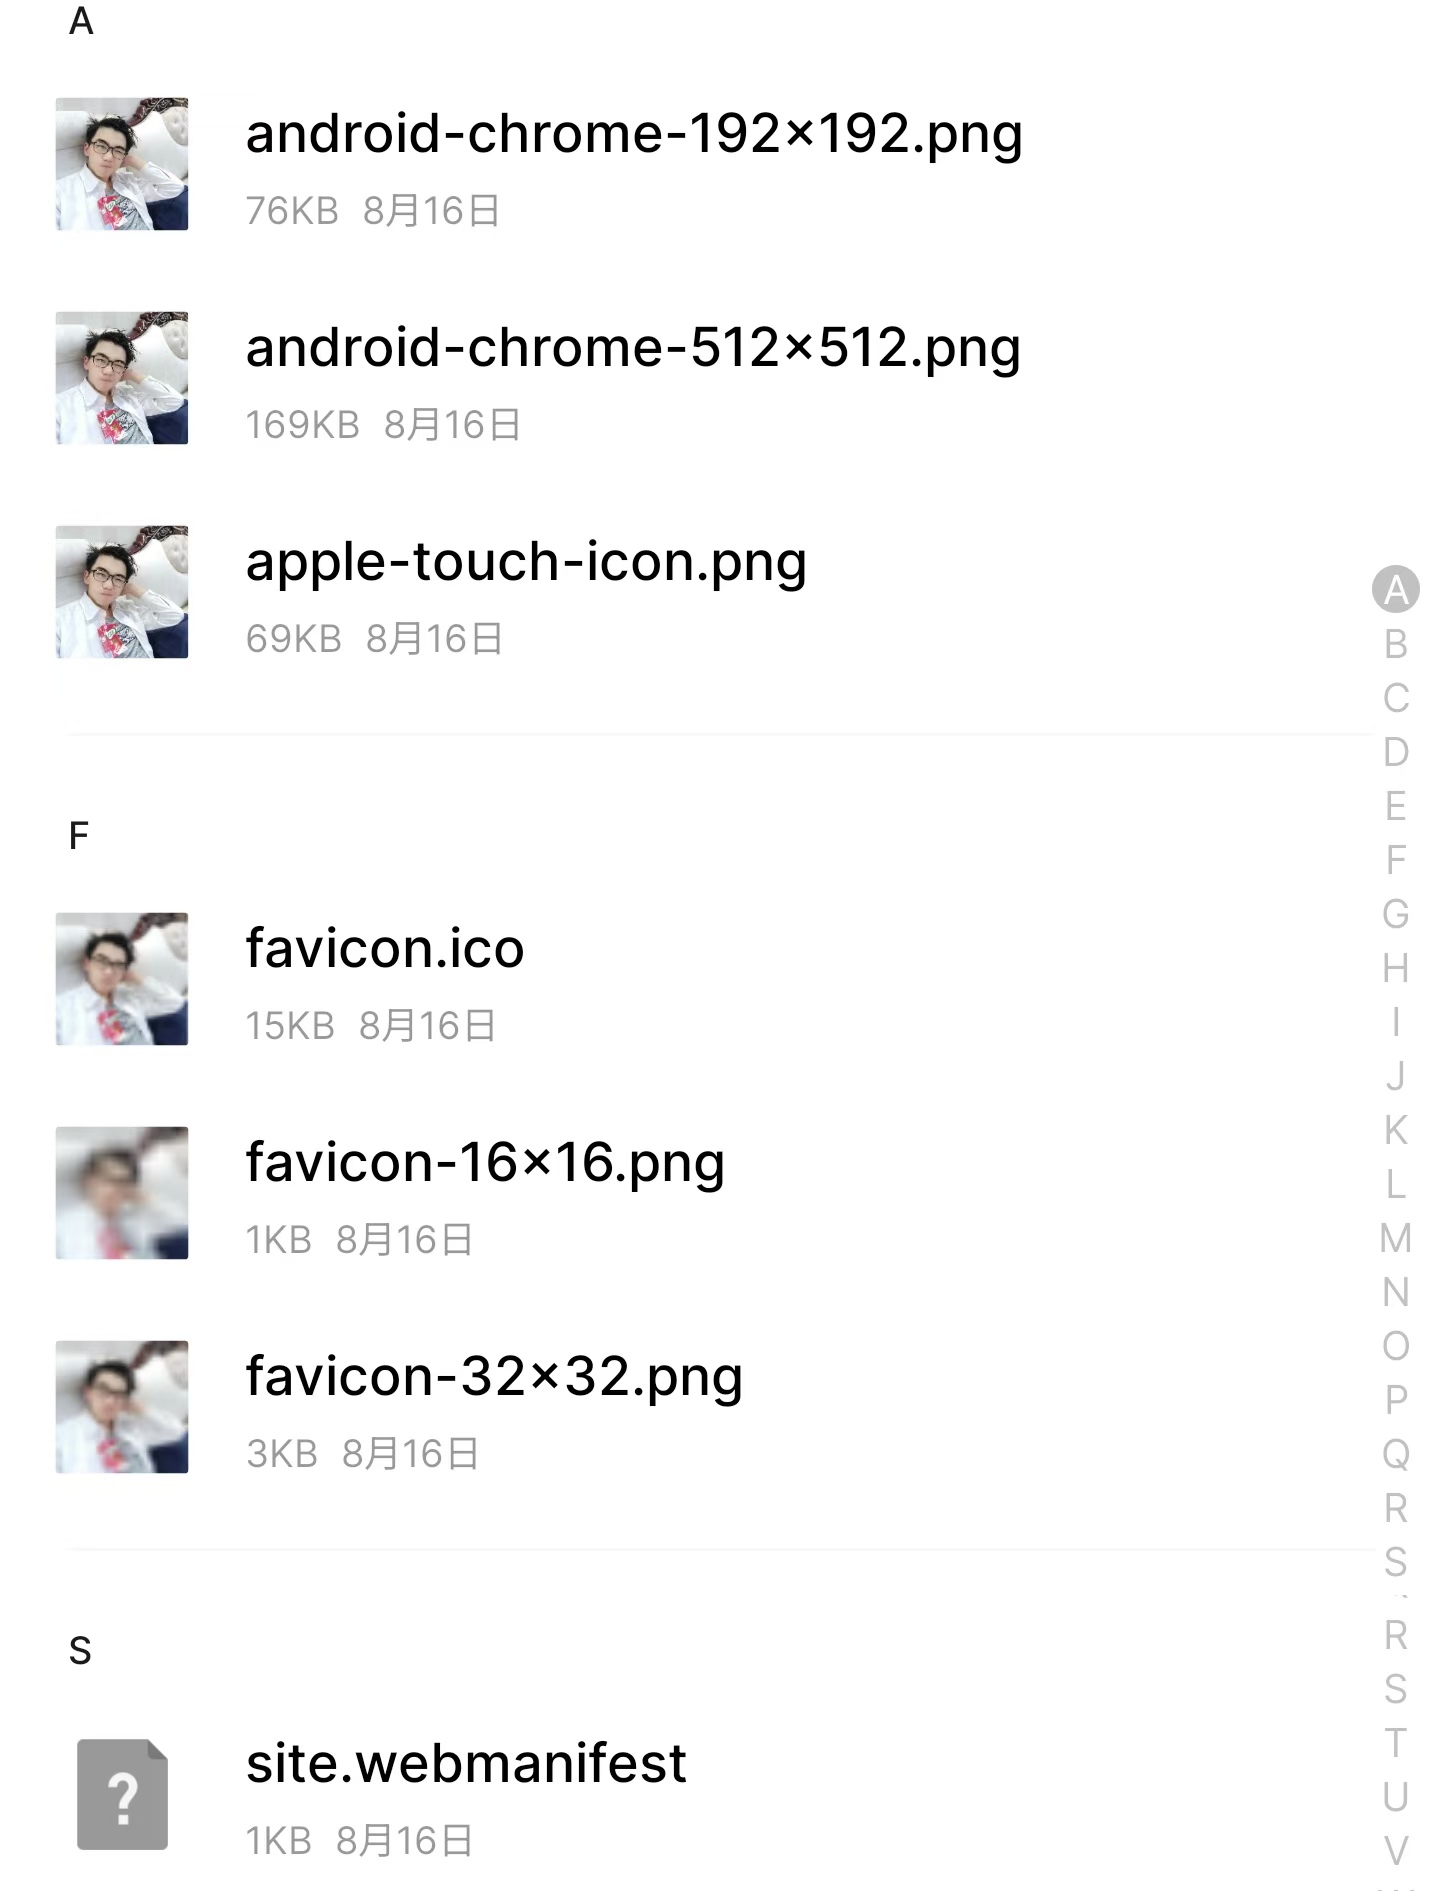 A
android-chrome-192×192.png
76KB 8月16日
android-chrome-512×512.png
169KB 8月16日
apple-touch-icon.png
69KB 8月16日
F
favicon.ico
15KB 8月16日
favicon-16×16.png
1KB 8月16日
favicon-32×32.png
3KB 8月16日
S
site.webmanifest
1KB 8月16日
A
B
C
D
E
F
G
H
I
J
K
L
M
N
O
P
Q
R
S
R
S
T
U
V